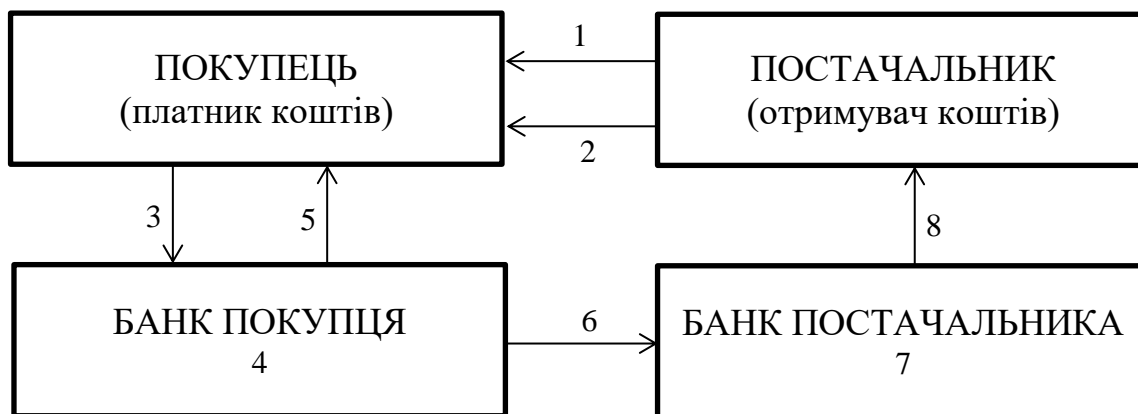 ПОКУПЕЦЬ
(платник коштів)
1
2
ПОСТАЧАЛЬНИК
(отримувач коштів)
3
5
8
БАНК ПОКУПЦЯ
4
6
БАНК ПОСТАЧАЛЬНИКА
7